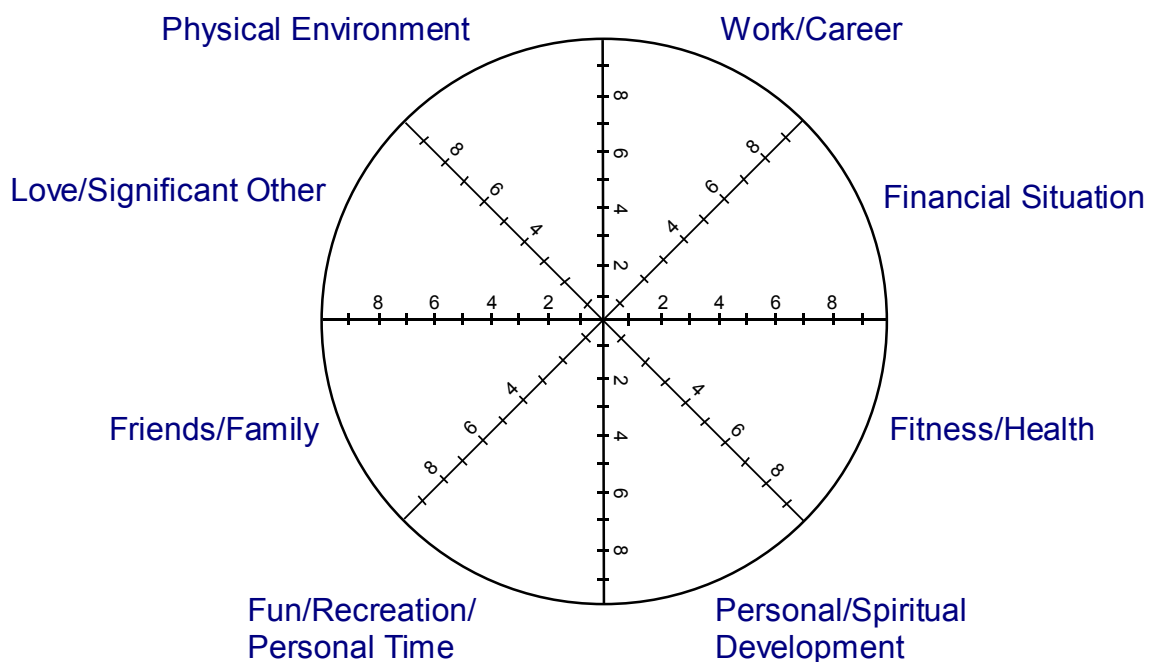 Physical Environment
Work/Career
Love/Significant Other
Financial Situation
8
6
4
2
8
6
4
8
6
4
8 6 4 2
2 4 6 8
4
6
8
2
4
6
8
4
6
8
Friends/Family
Fitness/Health
Fun/Recreation/
Personal Time
Personal/Spiritual
Development